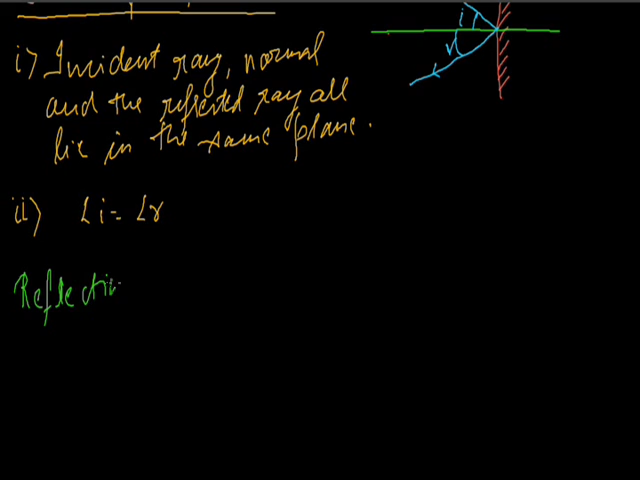 i
r
i) Incident ray, normal
and the reflected ray all
lie in the same plane.
ii) ∠i = ∠r
Reflecti